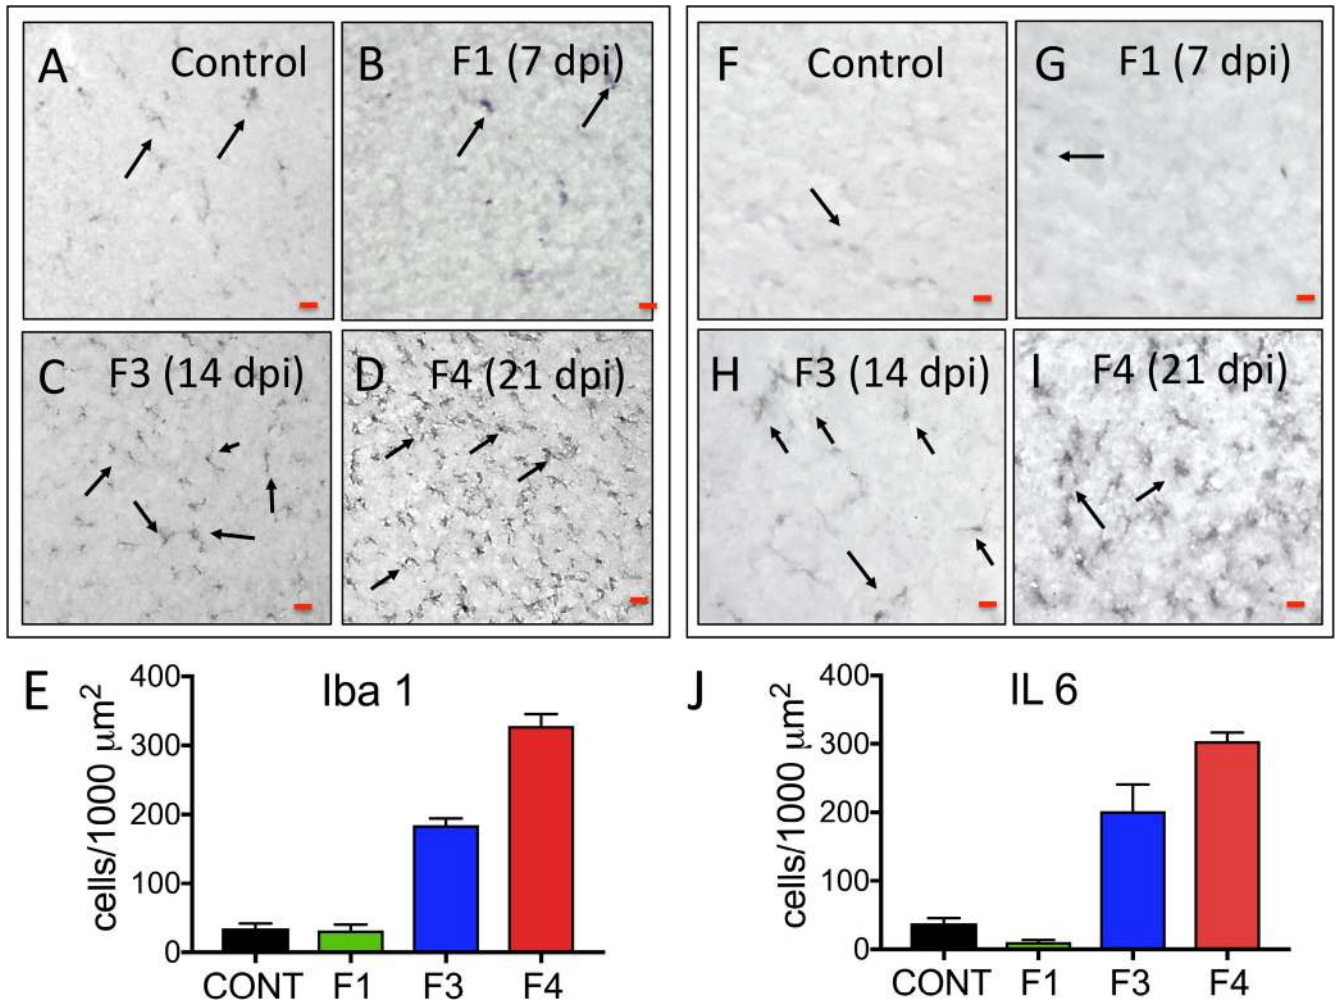 A Control
B F1 (7 dpi)
C F3 (14 dpi)
D F4 (21 dpi)
F Control
G F1 (7 dpi)
H F3 (14 dpi)
I F4 (21 dpi)
E
Iba 1
cells/1000 μm²
400
300
200
100
0
CONT F1 F3 F4
J
IL 6
cells/1000 μm²
400
300
200
100
0
CONT F1 F3 F4